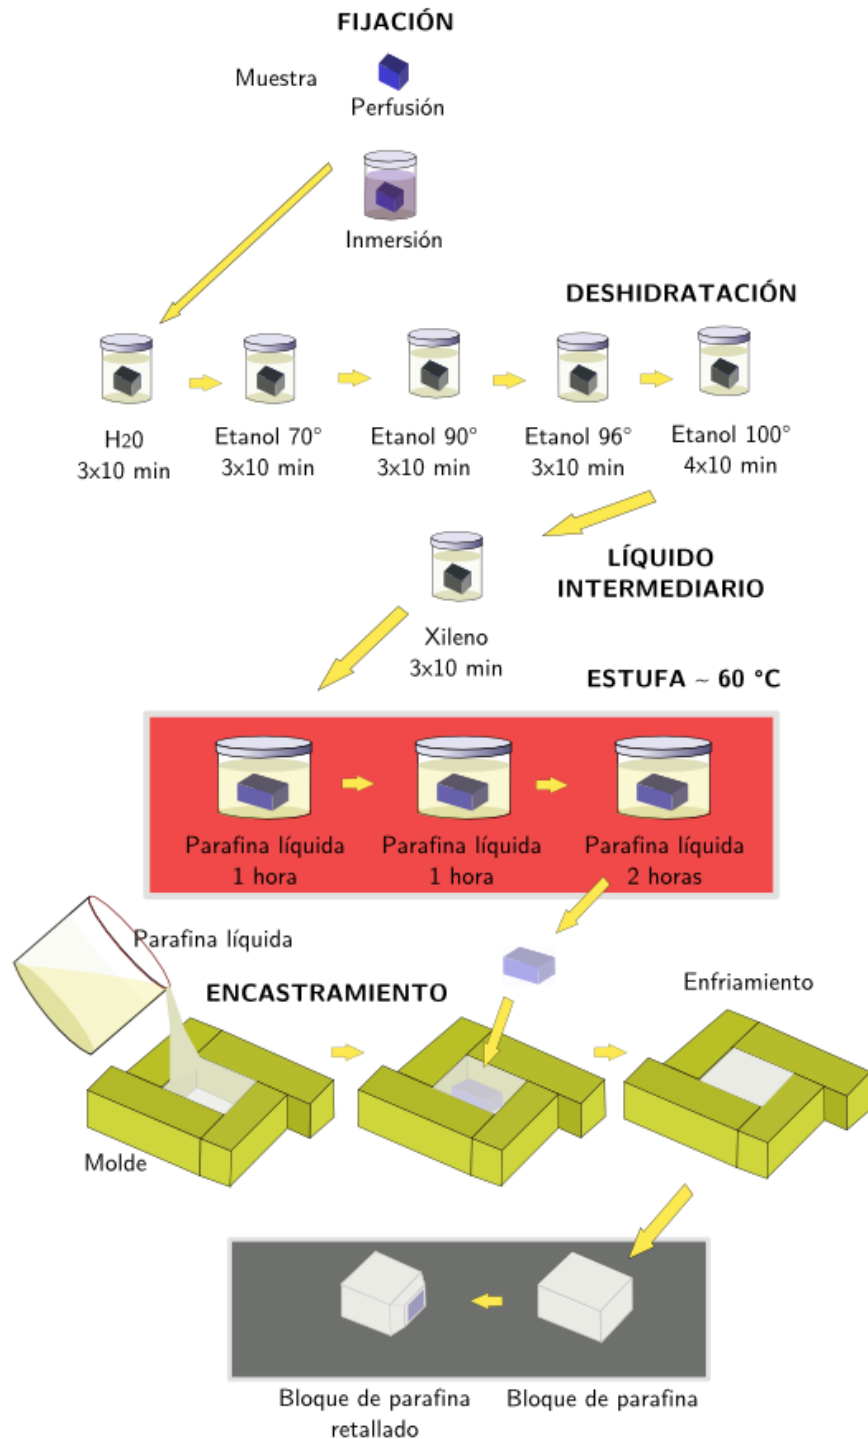 FIJACIÓN
Muestra
Perfusión
Inmersión
DESHIDRATACIÓN
H20
3x10 min
Etanol 70°
3x10 min
Etanol 90°
3x10 min
Etanol 96°
3x10 min
Etanol 100°
4x10 min
LÍQUIDO
INTERMEDIARIO
Xileno
3x10 min
ESTUFA ~ 60 °C
Parafina líquida
1 hora
Parafina líquida
1 hora
Parafina líquida
2 horas
Parafina líquida
ENCASTRAMIENTO
Enfriamiento
Molde
Bloque de parafina
retallado
Bloque de parafina